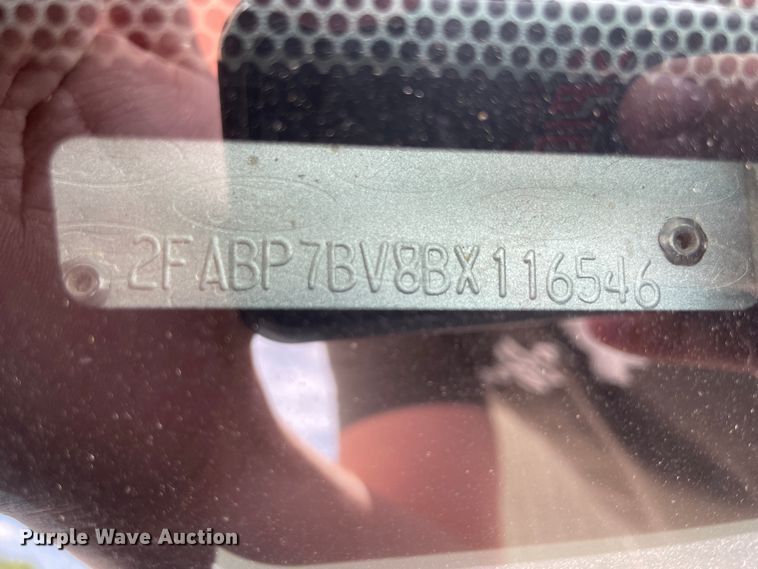 2FABP7BV8BX116546
Purple Wave Auction